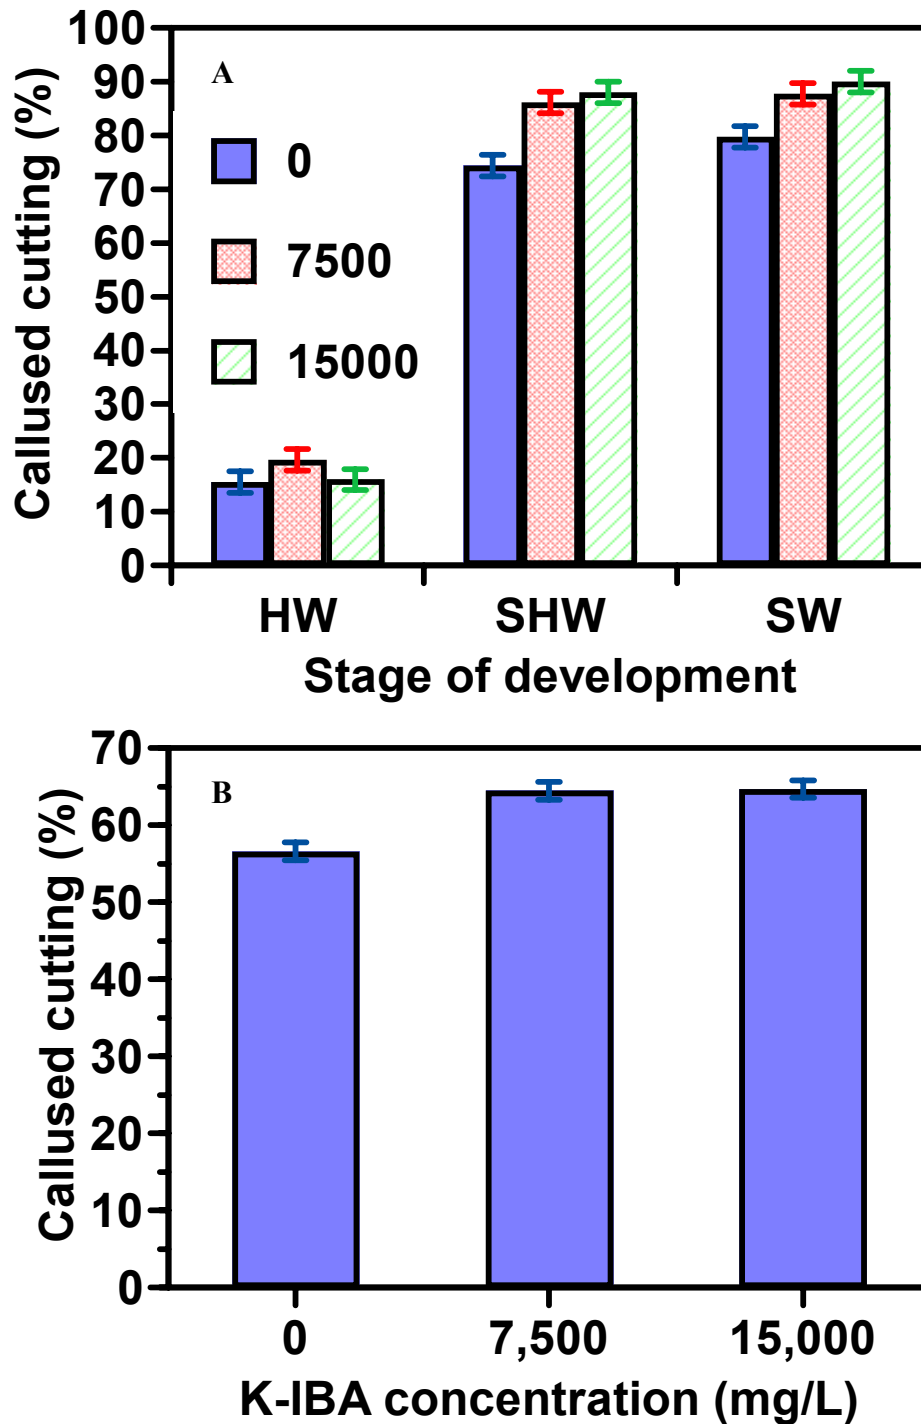 Callused cutting (%)
100
90
80
70
60
50
40
30
20
10
0
A
0
7500
15000
HW SHW SW
Stage of development
Callused cutting (%)
70
60
50
40
30
20
10
0
B
0 7,500 15,000
K-IBA concentration (mg/L)